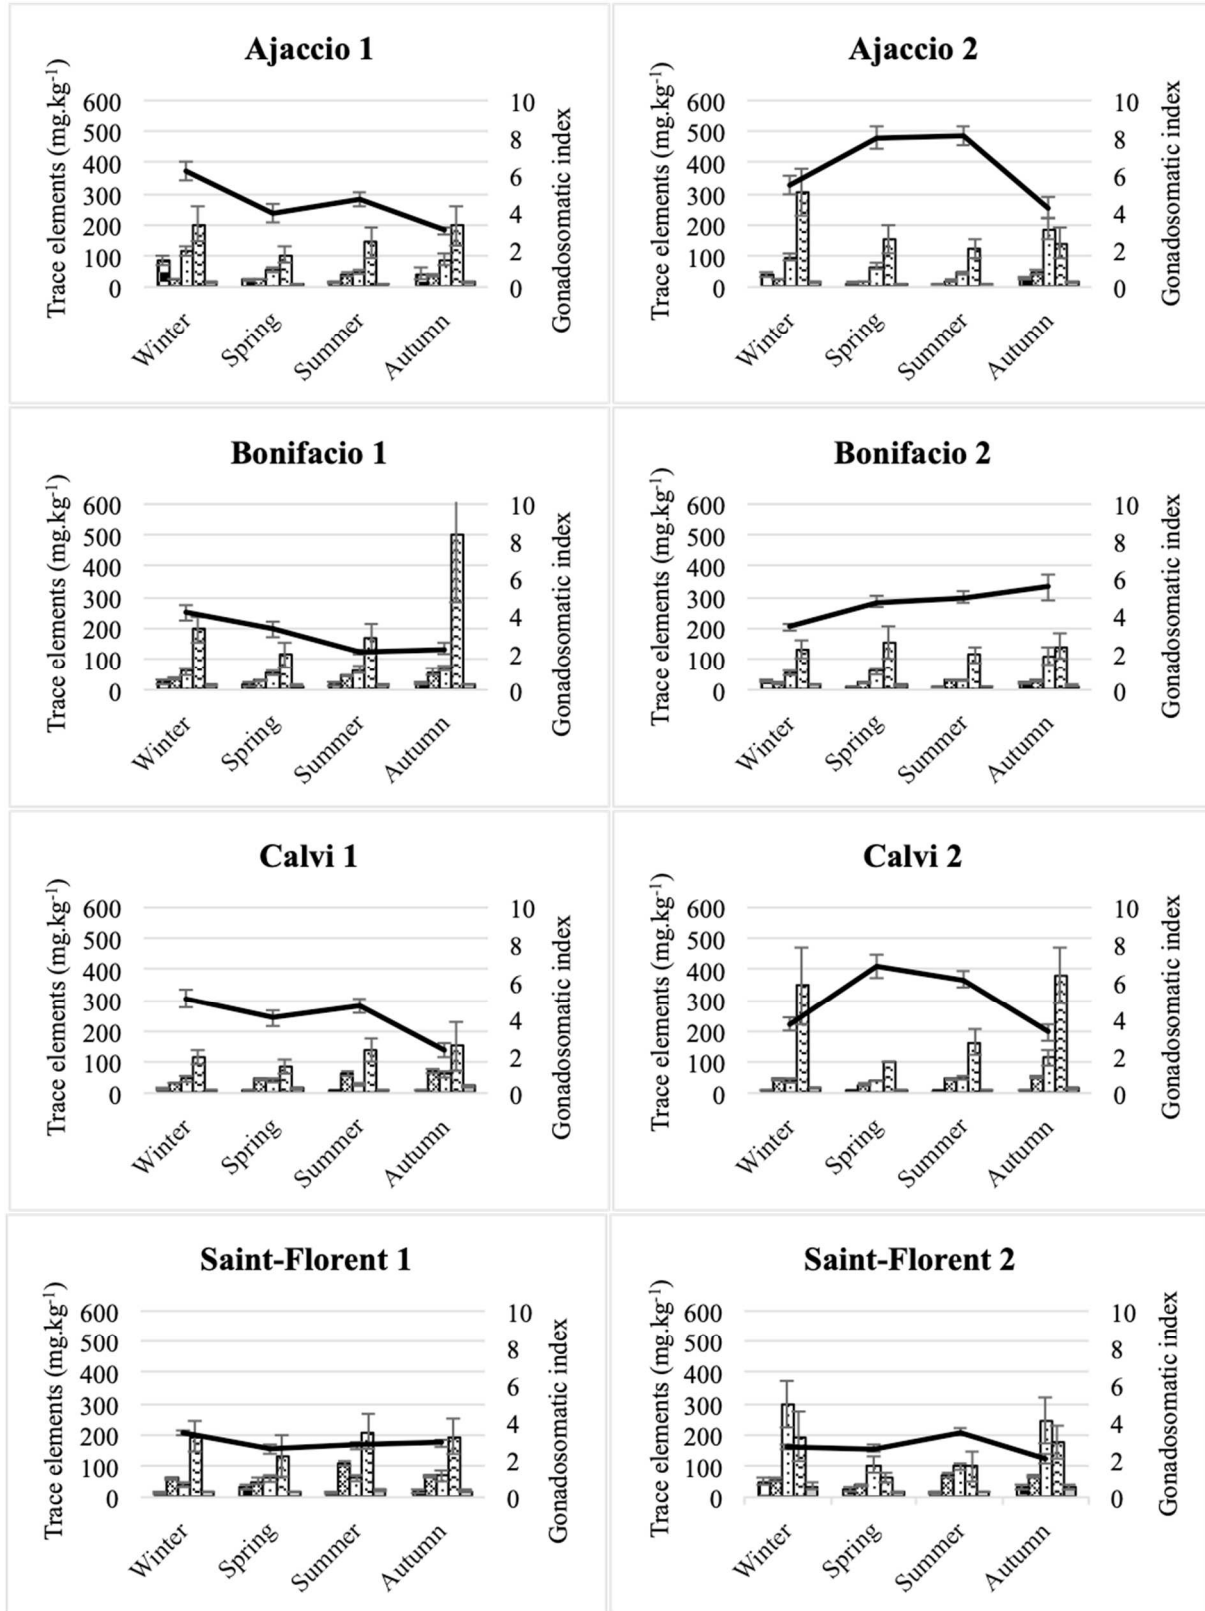 Ajaccio 1
Trace elements (mg.kg-1)
600
500
400
300
200
100
0
10
8
6
4
2
0
Gonadosomatic index
Winter
Spring
Summer
Autumn
Ajaccio 2
Trace elements (mg.kg-1)
600
500
400
300
200
100
0
10
8
6
4
2
0
Gonadosomatic index
Winter
Spring
Summer
Autumn
Bonifacio 1
Trace elements (mg.kg-1)
600
500
400
300
200
100
0
10
8
6
4
2
0
Gonadosomatic index
Winter
Spring
Summer
Autumn
Bonifacio 2
Trace elements (mg.kg-1)
600
500
400
300
200
100
0
10
8
6
4
2
0
Gonadosomatic index
Winter
Spring
Summer
Autumn
Calvi 1
Trace elements (mg.kg-1)
600
500
400
300
200
100
0
10
8
6
4
2
0
Gonadosomatic index
Winter
Spring
Summer
Autumn
Calvi 2
Trace elements (mg.kg-1)
600
500
400
300
200
100
0
10
8
6
4
2
0
Gonadosomatic index
Winter
Spring
Summer
Autumn
Saint-Florent 1
Trace elements (mg.kg-1)
600
500
400
300
200
100
0
10
8
6
4
2
0
Gonadosomatic index
Winter
Spring
Summer
Autumn
Saint-Florent 2
Trace elements (mg.kg-1)
600
500
400
300
200
100
0
10
8
6
4
2
0
Gonadosomatic index
Winter
Spring
Summer
Autumn